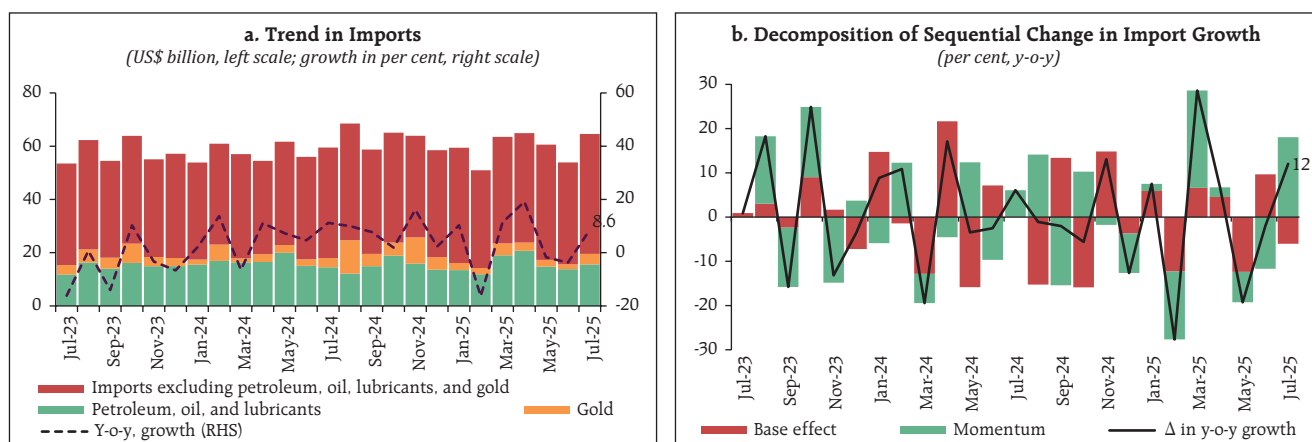 a. Trend in Imports
(US$ billion, left scale; growth in per cent, right scale)
80
60
40
20
0
60
40
20
0
-20
8.6
Jul-23
Sep-23
Nov-23
Jan-24
Mar-24
May-24
Jul-24
Sep-24
Nov-24
Jan-25
Mar-25
May-25
Jul-25
Imports excluding petroleum, oil, lubricants, and gold
Petroleum, oil, and lubricants
Gold
Y-o-y, growth (RHS)
b. Decomposition of Sequential Change in Import Growth
(per cent, y-o-y)
30
20
10
0
-10
-20
-30
12
Jul-23
Sep-23
Nov-23
Jan-24
Mar-24
May-24
Jul-24
Sep-24
Nov-24
Jan-25
Mar-25
May-25
Jul-25
Base effect
Momentum
Δ in y-o-y growth